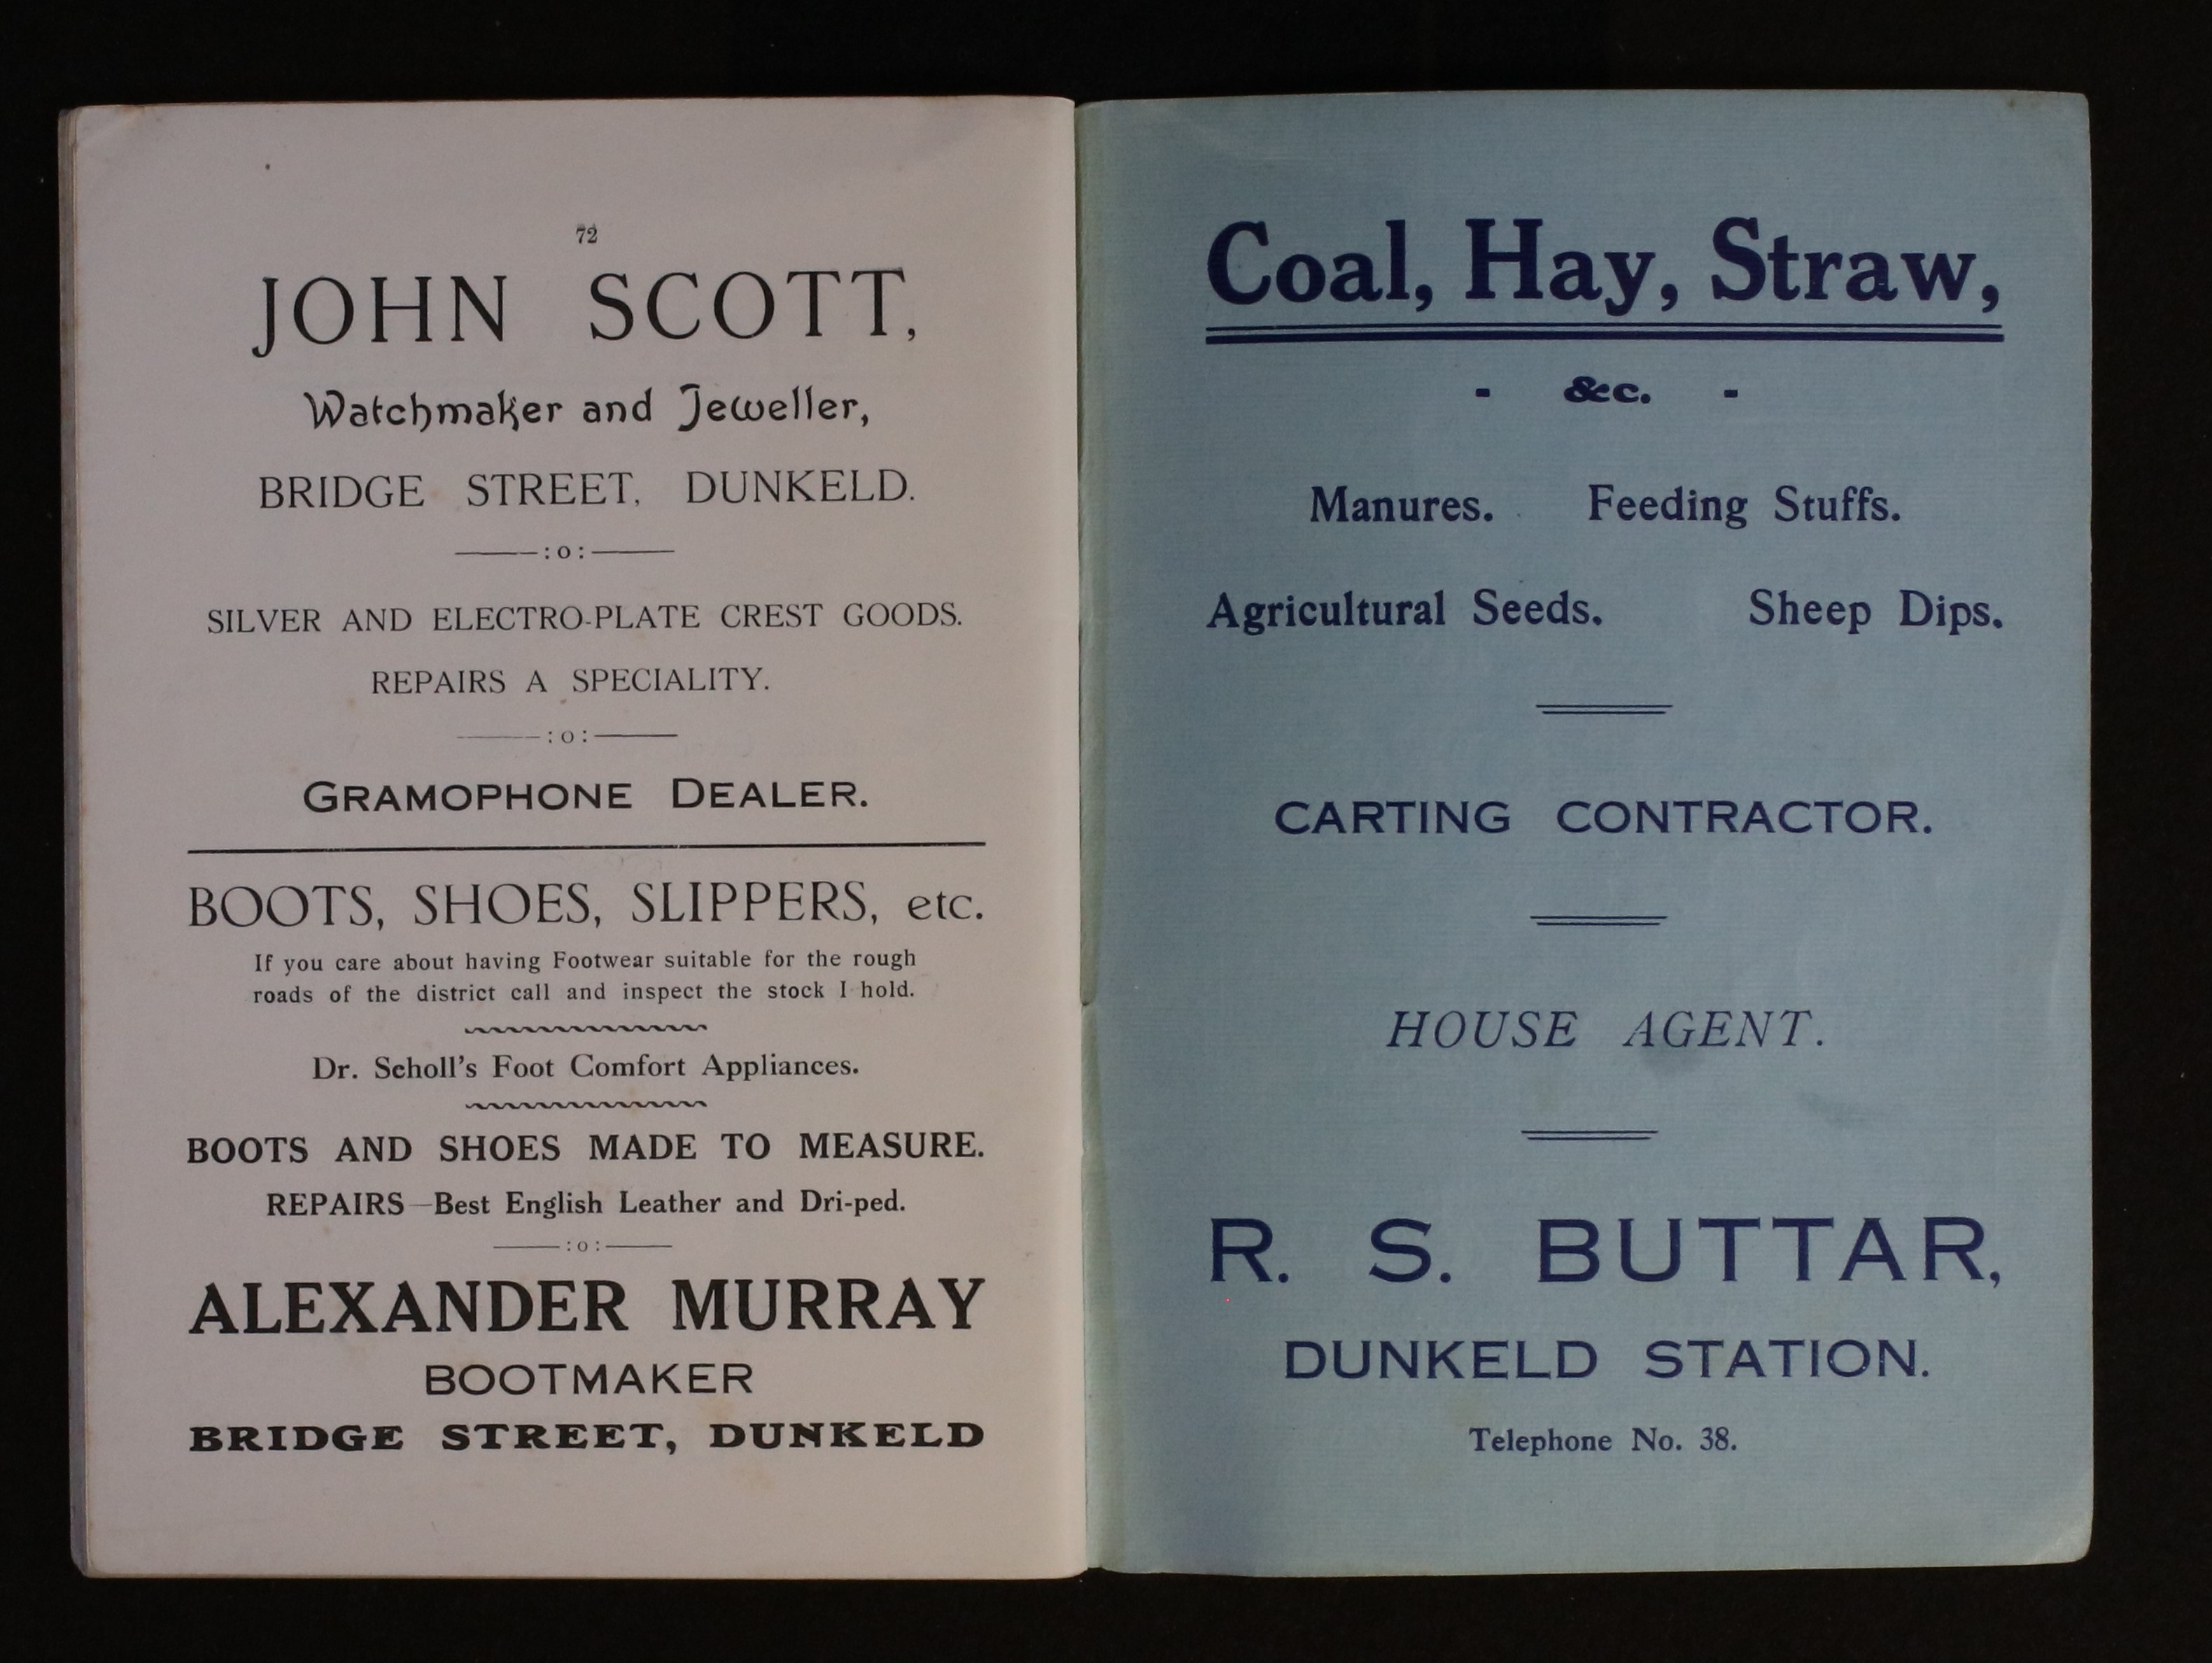 72
JOHN SCOTT,
Watchmaker and Jeweller,
BRIDGE STREET, DUNKELD.
:o:
SILVER AND ELECTRO-PLATE CREST GOODS.
REPAIRS A SPECIALITY.
:o:
GRAMOPHONE DEALER.
BOOTS, SHOES, SLIPPERS, etc.
If you care about having Footwear suitable for the rough
roads of the district call and inspect the stock I hold.
Dr. Scholl's Foot Comfort Appliances.
BOOTS AND SHOES MADE TO MEASURE.
REPAIRS—Best English Leather and Dri-ped.
:o:
ALEXANDER MURRAY
BOOTMAKER
BRIDGE STREET, DUNKELD
Coal, Hay, Straw,
- &c. -
Manures. Feeding Stuffs.
Agricultural Seeds. Sheep Dips.
CARTING CONTRACTOR.
HOUSE AGENT.
R. S. BUTTAR,
DUNKELD STATION.
Telephone No. 38.